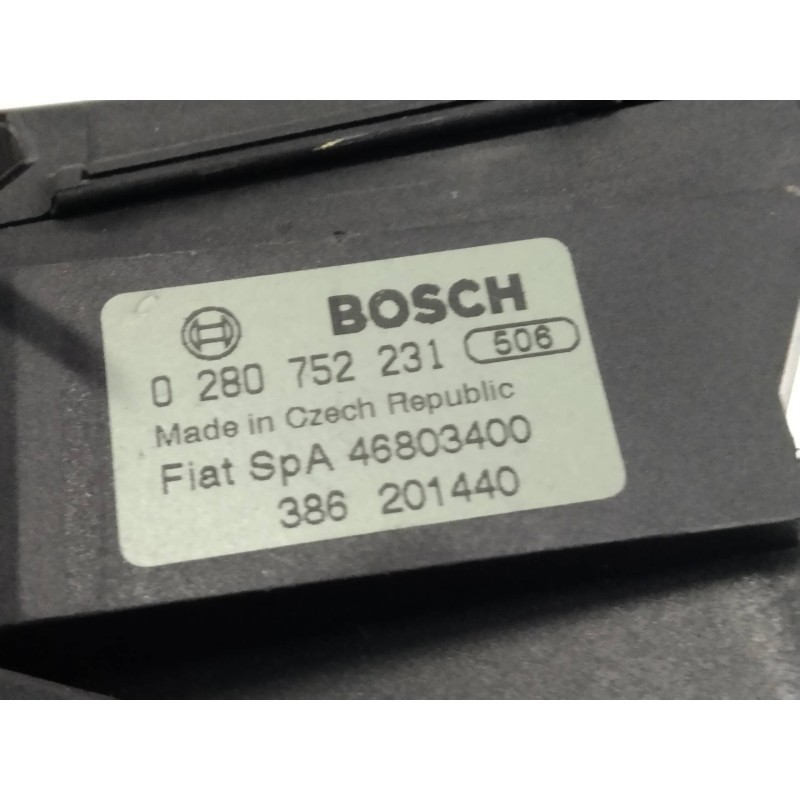 BOSCH
0 280 752 231 506
Made in Czech Republic
Fiat SpA 46803400
386 201440